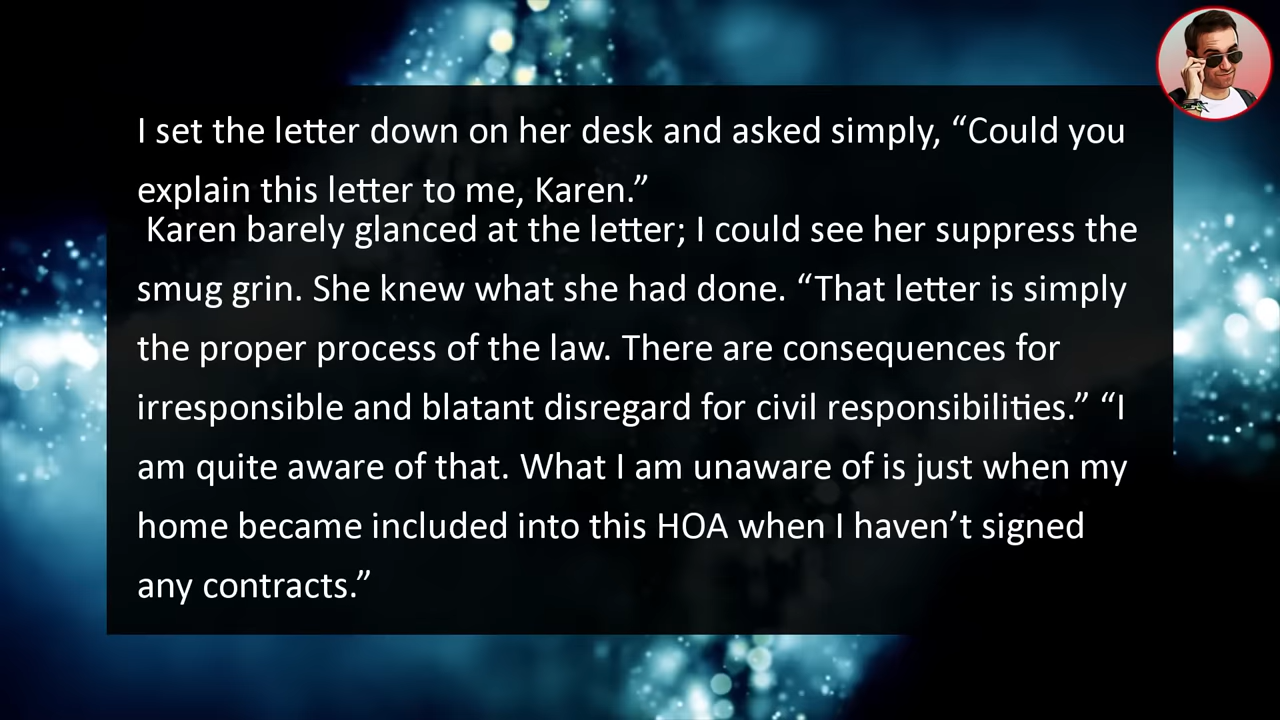 I set the letter down on her desk and asked simply, “Could you
explain this letter to me, Karen.”
Karen barely glanced at the letter; I could see her suppress the
smug grin. She knew what she had done. “That letter is simply
the proper process of the law. There are consequences for
irresponsible and blatant disregard for civil responsibilities.” “I
am quite aware of that. What I am unaware of is just when my
home became included into this HOA when I haven’t signed
any contracts.”